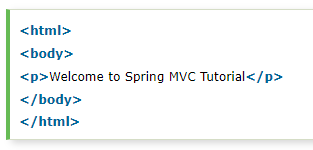 <html>
<body>
<p>Welcome to Spring MVC Tutorial</p>
</body>
</html>